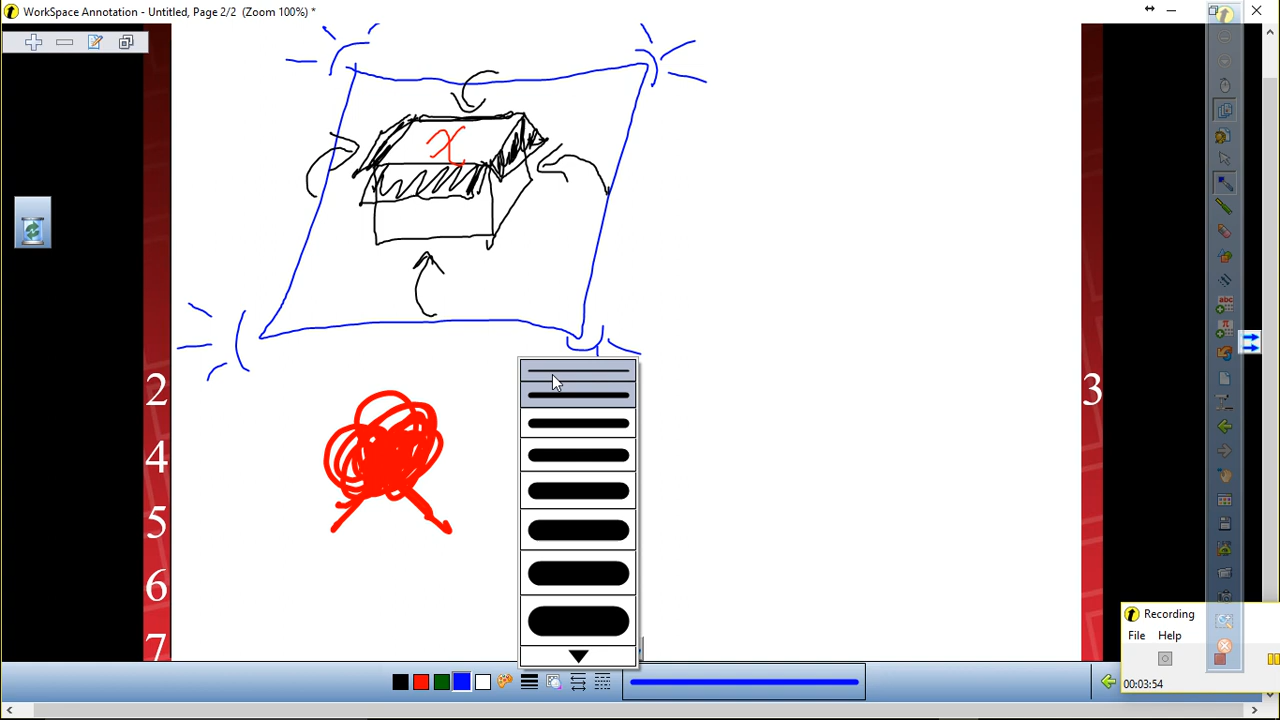 WorkSpace Annotation - Untitled, Page 2/2 (Zoom 100%) *
x
abc
π
2
3
4
5
6
7
Recording
File Help
00:03:54